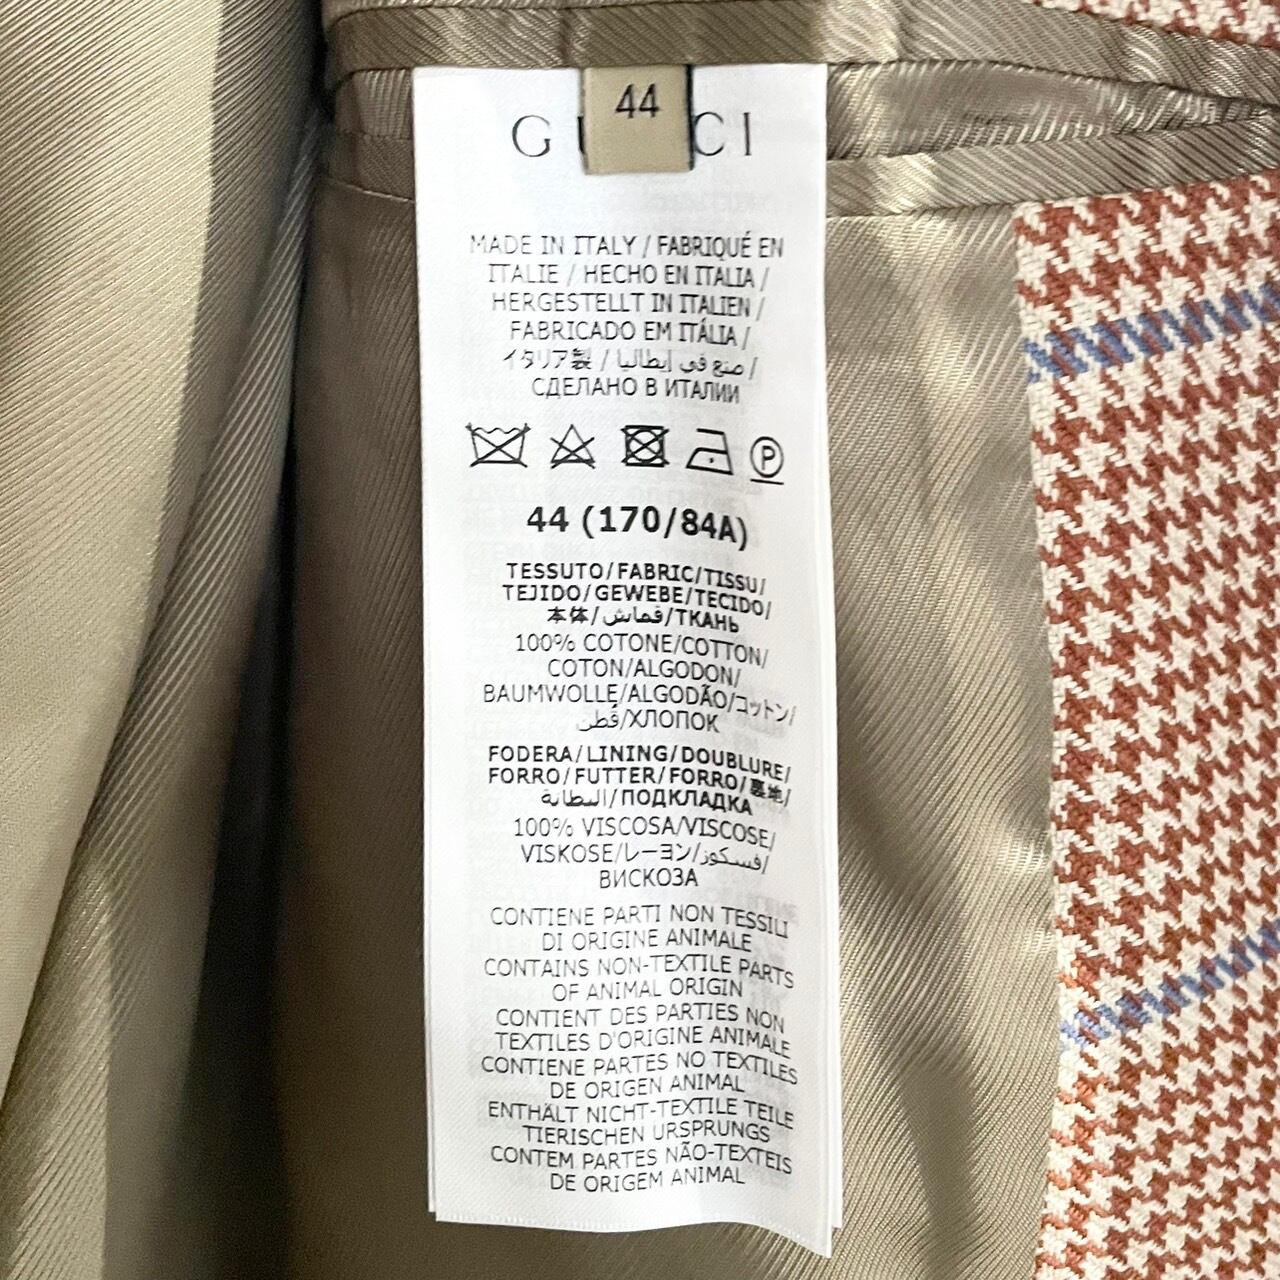 44
GUCCI
MADE IN ITALY / FABRIQUÉ EN
ITALIE / HECHO EN ITALIA /
HERGESTELLT IN ITALIEN /
FABRICADO EM ITÁLIA /
イタリア製 / صنع في إيطاليا /
СДЕЛАНО В ИТАЛИИ
P
44 (170/84A)
TESSUTO/FABRIC/TISSU/
TEJIDO/GEWEBE/TECIDO/
本体/قماش/ТКАНЬ
100% COTONE/COTTON/
COTON/ALGODON/
BAUMWOLLE/ALGODÃO/コットン/
قطن/ХЛОПОК
FODERA/LINING/DOUBLURE/
FORRO/FUTTER/FORRO/裏地/
البطانة/ПОДКЛАДКА
100% VISCOSA/VISCOSE/
VISKOSE/レーヨン/فسكوز/
ВИСКОЗА
CONTIENE PARTI NON TESSILI
DI ORIGINE ANIMALE
CONTAINS NON-TEXTILE PARTS
OF ANIMAL ORIGIN
CONTIENT DES PARTIES NON
TEXTILES D'ORIGINE ANIMALE
CONTIENE PARTES NO TEXTILES
DE ORIGEN ANIMAL
ENTHÄLT NICHT-TEXTILE TEILE
TIERISCHEN URSPRUNGS
CONTEM PARTES NÃO-TEXTEIS
DE ORIGEM ANIMAL